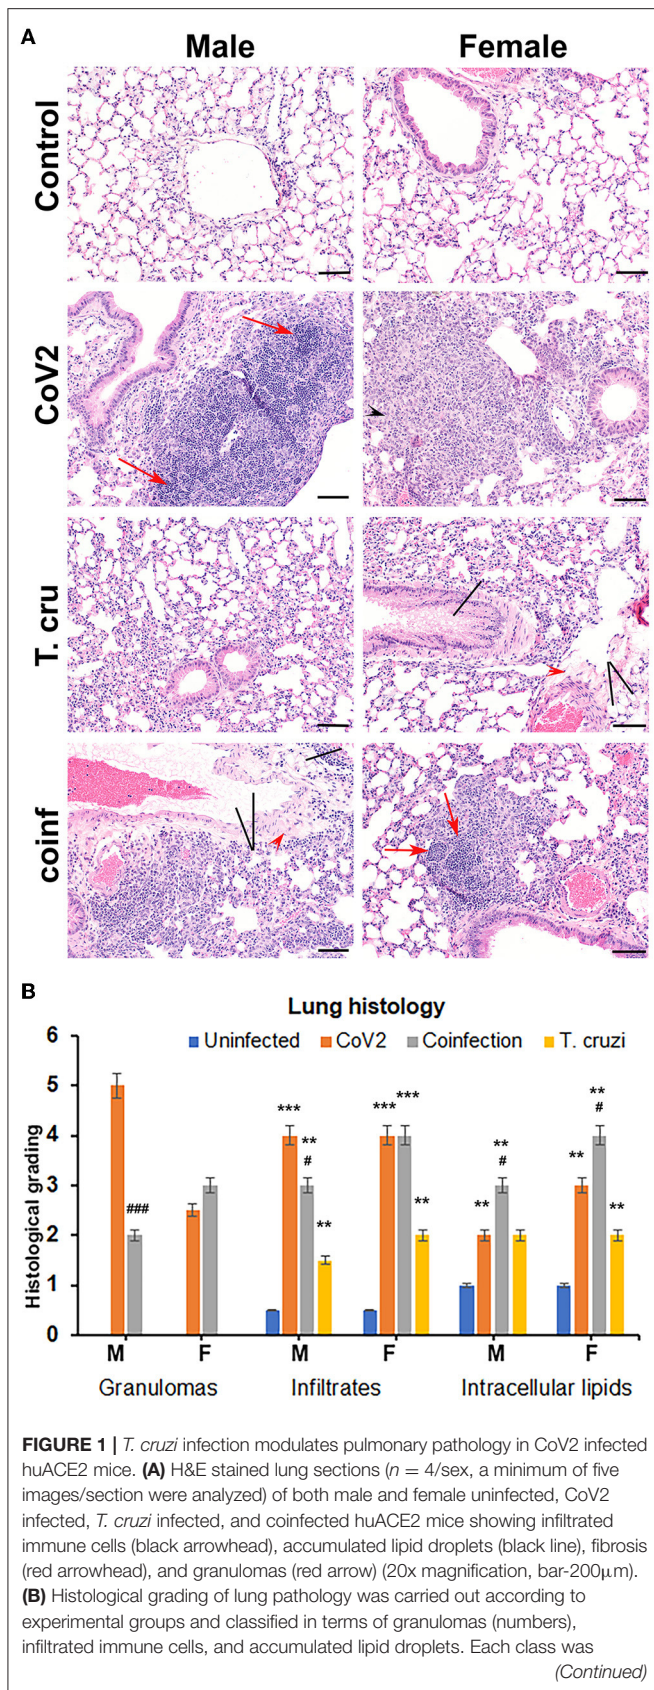 A
Male
Female
Control
CoV2
T. cru
coinf
B
Lung histology
Uninfected
CoV2
Coinfection
T. cruzi
Histological grading
6
5
4
3
2
1
0
###
***
**
#
**
***
***
**
**
**
#
**
**
#
**
M
F
M
F
M
F
Granulomas
Infiltrates
Intracellular lipids
FIGURE 1 | T. cruzi infection modulates pulmonary pathology in CoV2 infected
huACE2 mice. (A) H&E stained lung sections (n = 4/sex, a minimum of five
images/section were analyzed) of both male and female uninfected, CoV2
infected, T. cruzi infected, and coinfected huACE2 mice showing infiltrated
immune cells (black arrowhead), accumulated lipid droplets (black line), fibrosis
(red arrowhead), and granulomas (red arrow) (20x magnification, bar-200μm).
(B) Histological grading of lung pathology was carried out according to
experimental groups and classified in terms of granulomas (numbers),
infiltrated immune cells, and accumulated lipid droplets. Each class was
(Continued)